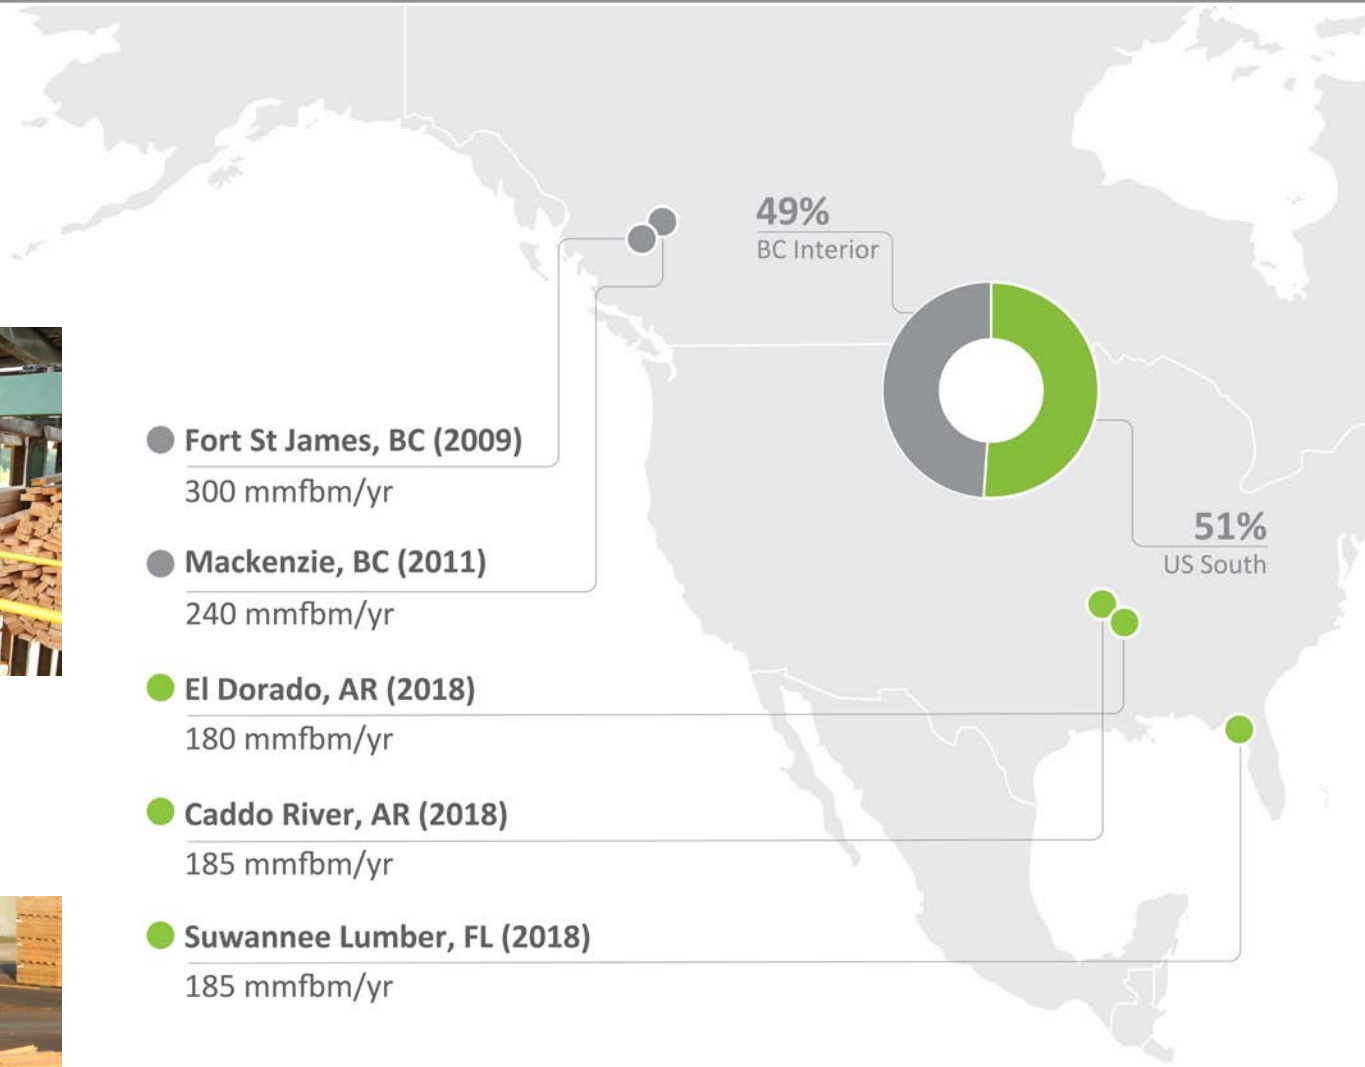 49%
BC Interior
Fort St James, BC (2009)
300 mmfbm/yr
51%
US South
Mackenzie, BC (2011)
240 mmfbm/yr
El Dorado, AR (2018)
180 mmfbm/yr
Caddo River, AR (2018)
185 mmfbm/yr
Suwannee Lumber, FL (2018)
185 mmfbm/yr